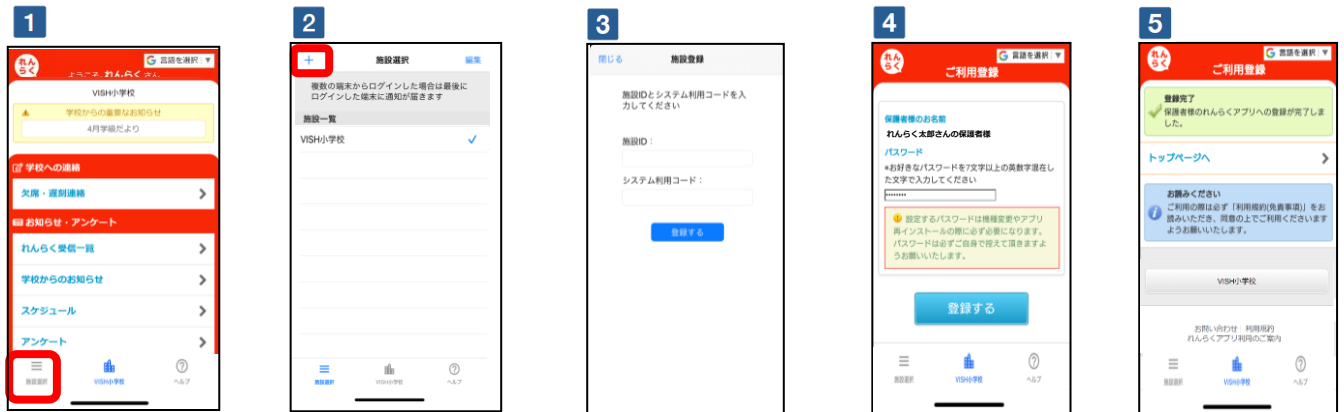 1
れん
らく
G 言語を選択 ▼
ようこそ れんらく さん
VISH小学校
学校からの重要なお知らせ
4月学級だより
学校への連絡
欠席・遅刻連絡
お知らせ・アンケート
れんらく受信一覧
学校からのお知らせ
スケジュール
アンケート
施設選択
VISH小学校
ヘルプ
2
+
施設選択
編集
複数の端末からログインした場合は最後に
ログインした端末に通知が届きます
施設一覧
VISH小学校
施設選択
VISH小学校
ヘルプ
3
閉じる
施設登録
施設IDとシステム利用コードを入
力してください
施設ID：
システム利用コード：
登録する
4
れん
らく
G 言語を選択 ▼
ご利用登録
保護者様のお名前
れんらく太郎さんの保護者様
パスワード
*お好きなパスワードを7文字以上の英数字混在し
た文字で入力してください
••••••••
設定するパスワードは機種変更やアプリ
再インストールの際に必ず必要になります。
パスワードは必ずご自身で控えて頂きますよ
うお願いいたします。
登録する
施設選択
VISH小学校
ヘルプ
5
れん
らく
G 言語を選択 ▼
ご利用登録
登録完了
保護者様のれんらくアプリへの登録が完了しま
した。
トップページへ
お読みください
ご利用の際は必ず「利用規約(免責事項)」をお
読みいただき、同意の上でご利用くださいます
ようお願いいたします。
VISH小学校
お問い合わせ 利用規約
れんらくアプリ利用のご案内
施設選択
VISH小学校
ヘルプ